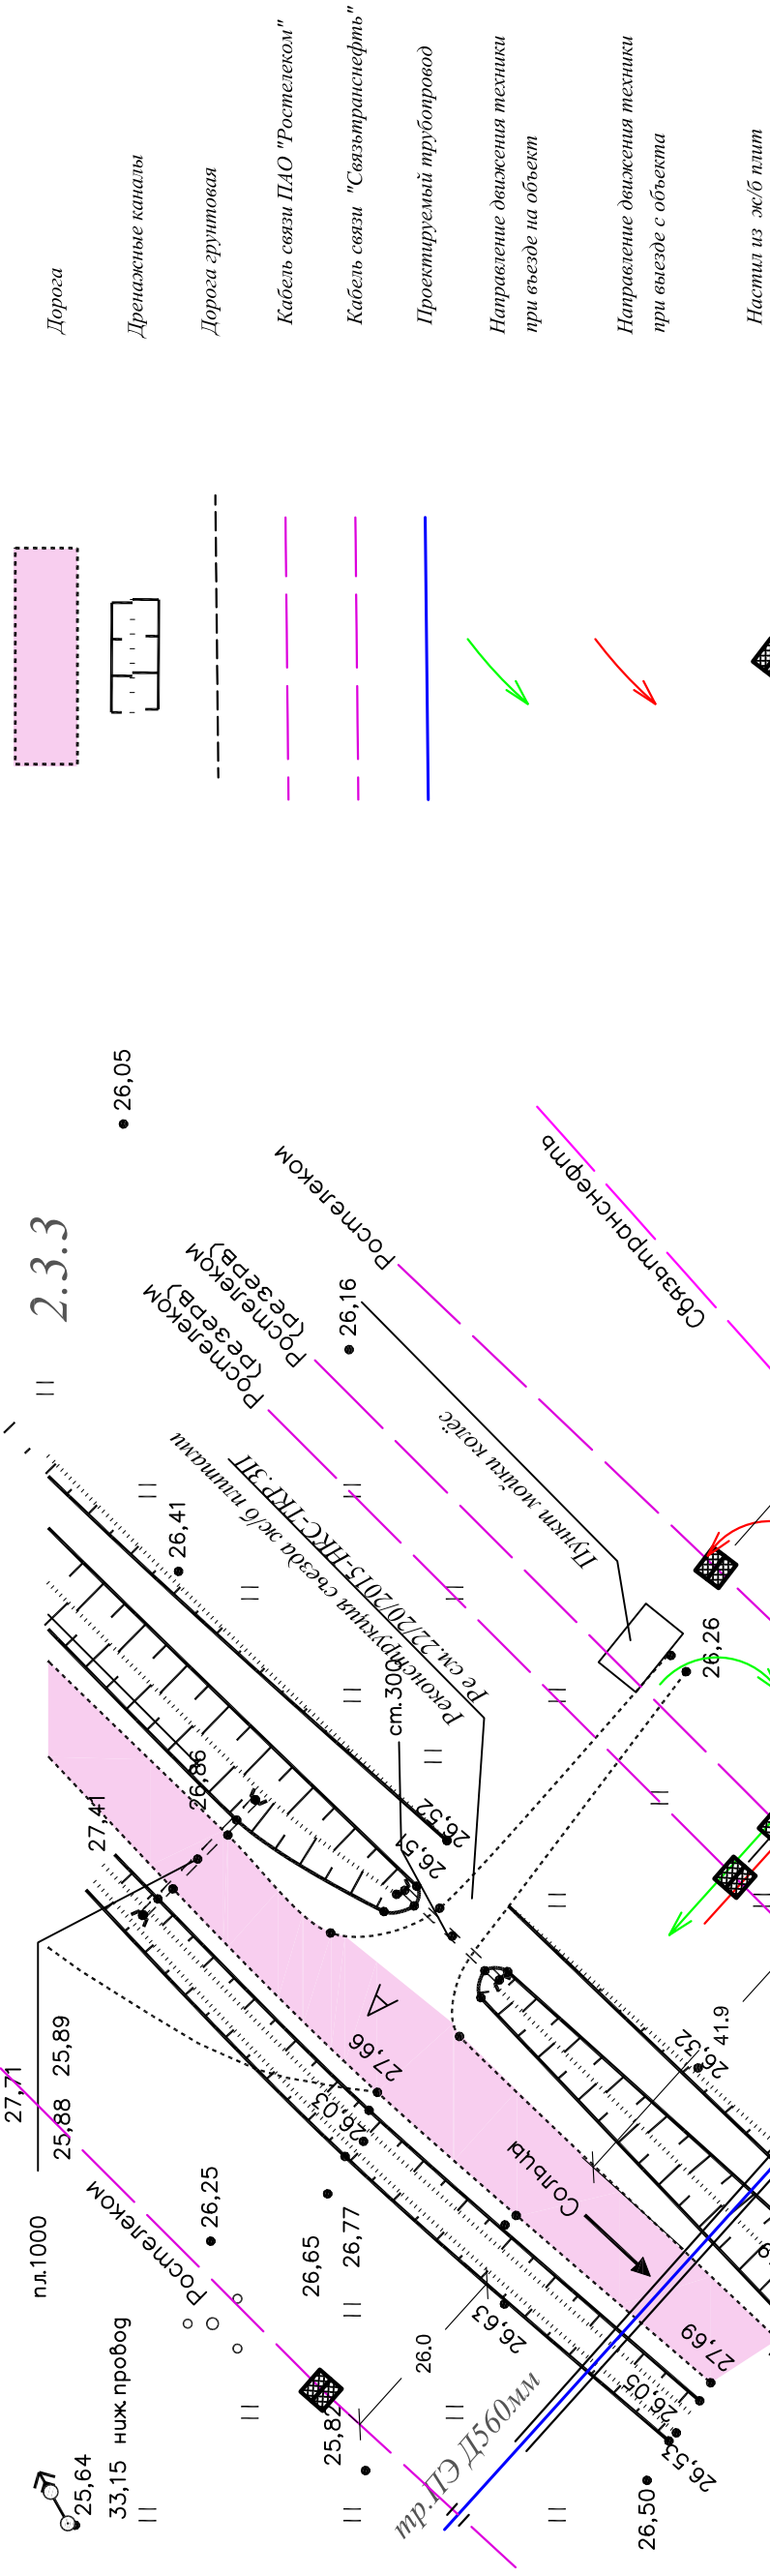 Дорога
Дренажные каналы
Дорога грунтовая
Кабель связи ПАО "Ростелеком"
Кабель связи "Связьтранснефть"
Проектируемый трубопровод
Направление движения техники
при въезде на объект
Направление движения техники
при выезде с объекта
Настил из ж/б плит
2.3.3
26,05
Ростелеком
(резерв)
Ростелеком
(резерв)
Ростелеком
Связьтранснефть
26,16
26,41
Реконструкция съезда ж/б плитами
Ре см.22/20/2015-НКС-ТКР.ЗП
Пункт мойки колёс
ст.300
26,26
26,86
27,41
26,52
26,51
А
27,66
26,03
27,71
25,88 25,89
пл.1000
Ростелеком
26,25
26,65
26,77
Сольцы
26,32
41.9
26,63
26.0
27,69
26,05
26,53
26,50
25,82
тр.ПЭ Д560мм
25,64
33,15 ниж.провод